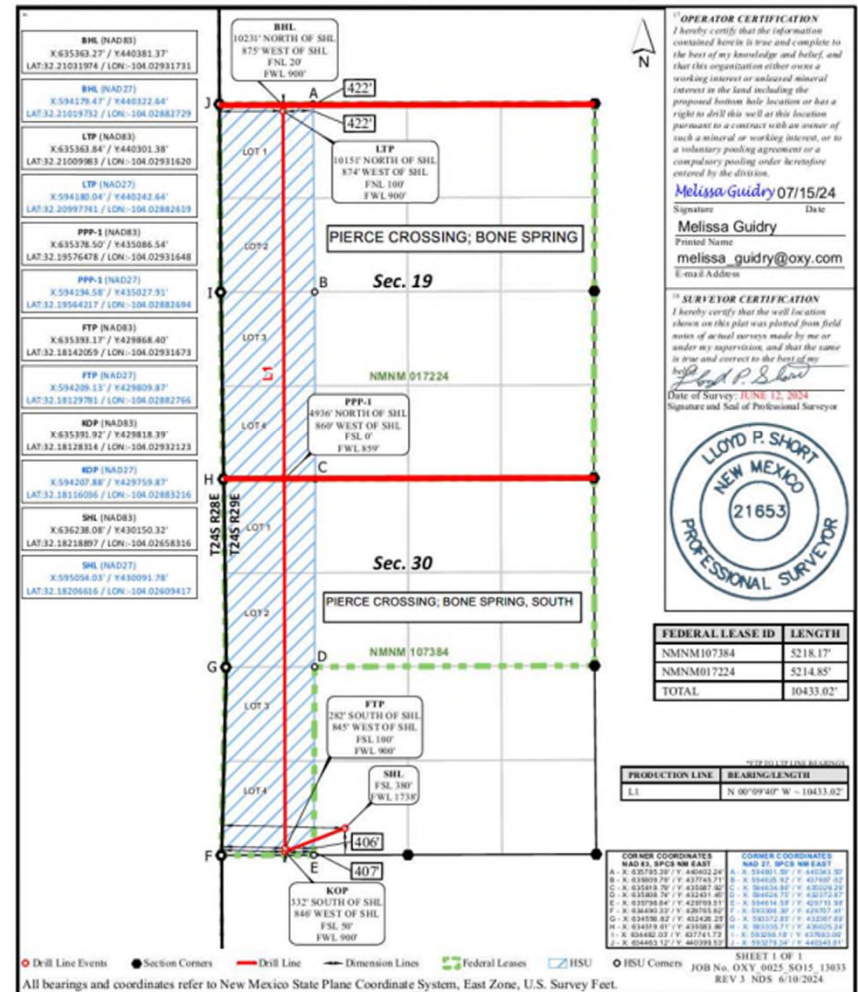 BHL (NAD83)
X:635363.27' / Y:440381.37'
LAT:32.21031974 / LON:-104.02931731
BHL (NAD27)
X:594179.47' / Y:440322.64'
LAT:32.21019732 / LON:-104.02882729
LTP (NAD83)
X:635363.84' / Y:440301.38'
LAT:32.21009983 / LON:-104.02931620
LTP (NAD27)
X:594180.04' / Y:440242.64'
LAT:32.20997741 / LON:-104.02882619
PPP-1 (NAD83)
X:635378.50' / Y:435086.54'
LAT:32.19576478 / LON:-104.02931648
PPP-1 (NAD27)
X:594194.58' / Y:435027.91'
LAT:32.19564217 / LON:-104.02882694
FTP (NAD83)
X:635393.17' / Y:429868.40'
LAT:32.18142059 / LON:-104.02931673
FTP (NAD27)
X:594209.13' / Y:429809.87'
LAT:32.18129781 / LON:-104.02882766
KOP (NAD83)
X:635391.92' / Y:429818.39'
LAT:32.18128314 / LON:-104.02932123
KOP (NAD27)
X:594207.88' / Y:429759.87'
LAT:32.18116036 / LON:-104.02883216
SHL (NAD83)
X:636238.08' / Y:430150.32'
LAT:32.18218897 / LON:-104.02658316
SHL (NAD27)
X:595054.03' / Y:430091.78'
LAT:32.18206616 / LON:-104.02609417
BHL
10231' NORTH OF SHL
875' WEST OF SHL
FNL 20'
FWL 900'
N
J
A
422'
422'
LTP
10151' NORTH OF SHL
874' WEST OF SHL
FNL 100'
FWL 900'
LOT 1
LOT 2
PIERCE CROSSING; BONE SPRING
I
B
Sec. 19
LOT 3
L1
NMNM 017224
LOT 4
PPP-1
4936' NORTH OF SHL
860' WEST OF SHL
FSL 0'
FWL 859'
H
C
T24S R28E
T24S R29E
LOT 1
Sec. 30
LOT 2
PIERCE CROSSING; BONE SPRING, SOUTH
NMNM 107384
G
D
LOT 3
FTP
282' SOUTH OF SHL
845' WEST OF SHL
FSL 100'
FWL 900'
SHL
FSL 380'
FWL 1738'
LOT 4
406'
F
E
407'
KOP
332' SOUTH OF SHL
846' WEST OF SHL
FSL 50'
FWL 900'
OPERATOR CERTIFICATION
I hereby certify that the information
contained herein is true and complete to
the best of my knowledge and belief, and
that this organization either owns a
working interest or unleased mineral
interest in the land including the
proposed bottom hole location or has a
right to drill this well at this location
pursuant to a contract with an owner of
such a mineral or working interest, or to
a voluntary pooling agreement or a
compulsory pooling order heretofore
entered by the division.
Melissa Guidry 07/15/24
Signature Date
Melissa Guidry
Printed Name
melissa_guidry@oxy.com
E-mail Address
SURVEYOR CERTIFICATION
I hereby certify that the well location
shown on this plat was plotted from field
notes of actual surveys made by me or
under my supervision, and that the same
is true and correct to the best of my
Lloyd P. Short
Date of Survey: JUNE 12, 2024
Signature and Seal of Professional Surveyor
LLOYD P. SHORT
NEW MEXICO
21653
PROFESSIONAL SURVEYOR
FEDERAL LEASE ID LENGTH
NMNM107384 5218.17'
NMNM017224 5214.85'
TOTAL 10433.02'
*FTP TO LTP LINE BEARINGS
PRODUCTION LINE BEARING/LENGTH
L1 N 00°09'40" W ~ 10433.02'
CORNER COORDINATES
NAD 83, SPCS NM EAST
CORNER COORDINATES
NAD 27, SPCS NM EAST
Drill Line Events Section Corners Drill Line Dimension Lines Federal Leases HSU HSU Corners
All bearings and coordinates refer to New Mexico State Plane Coordinate System, East Zone, U.S. Survey Feet.
SHEET 1 OF 1
JOB No. OXY_0025_SO15_13033
REV 3 NDS 6/10/2024